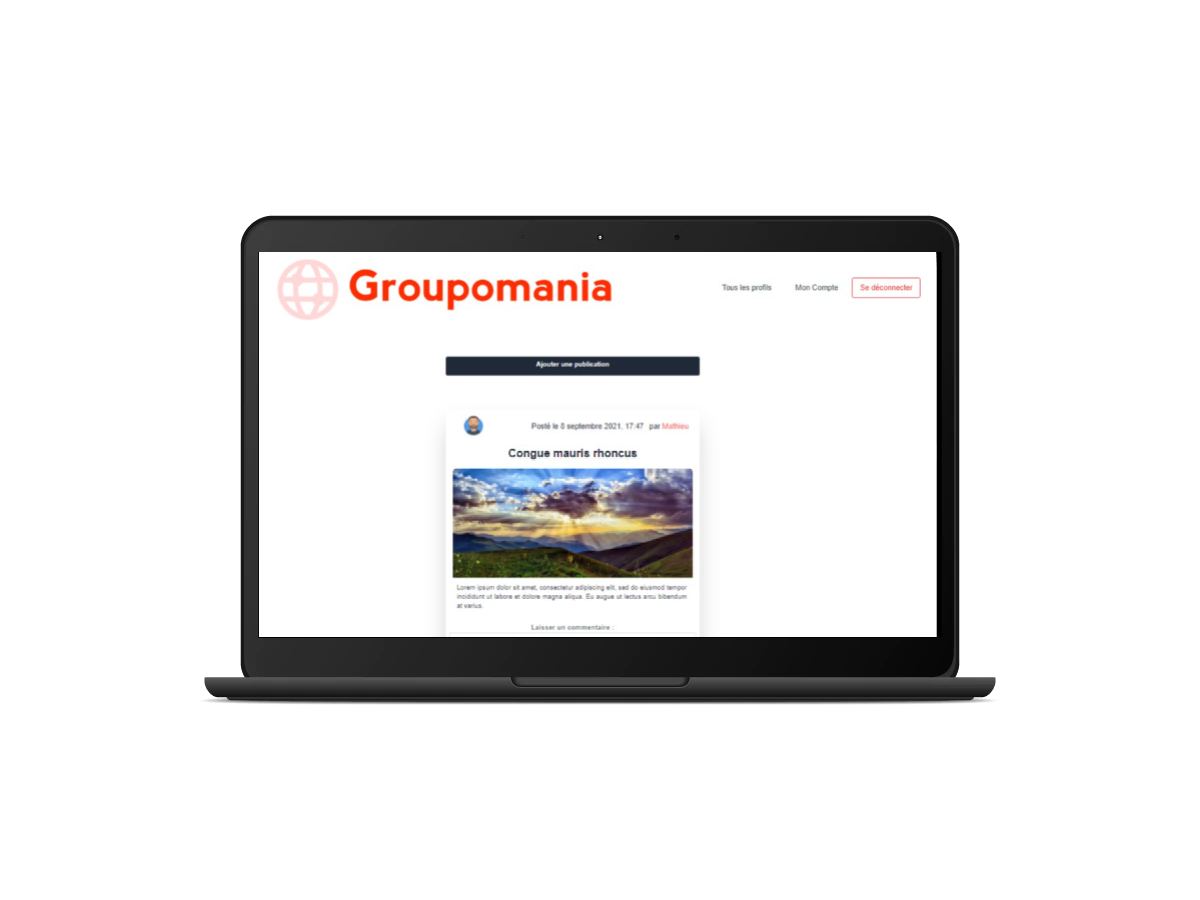 Groupomania
Tous les profils
Mon Compte
Se déconnecter
Ajouter une publication
Posté le 8 septembre 2021, 17:47 par Mathieu
Congue mauris rhoncus
Lorem ipsum dolor sit amet, consectetur adipiscing elit, sed do eiusmod tempor
incididunt ut labore et dolore magna aliqua. Eu augue ut lectus arcu bibendum
at varius.
Laisser un commentaire :